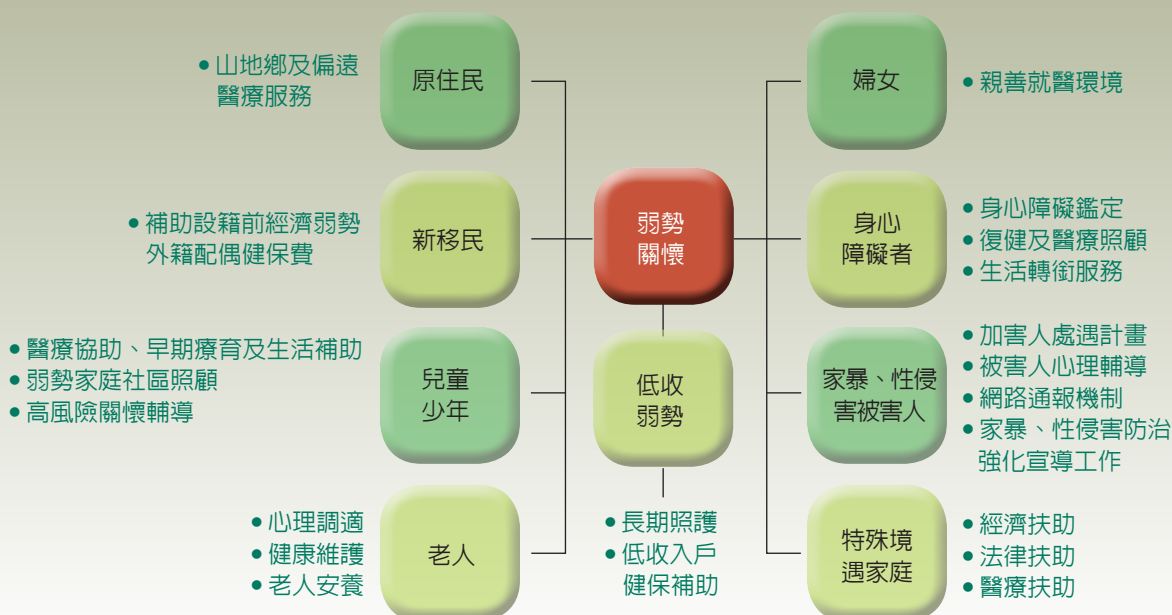 • 山地鄉及偏遠
醫療服務
原住民
• 補助設籍前經濟弱勢
外籍配偶健保費
新移民
• 醫療協助、早期療育及生活補助
• 弱勢家庭社區照顧
• 高風險關懷輔導
兒童
少年
• 心理調適
• 健康維護
• 老人安養
老人
弱勢
關懷
低收
弱勢
• 長期照護
• 低收入戶
健保補助
婦女
• 親善就醫環境
身心
障礙者
• 身心障礙鑑定
• 復健及醫療照顧
• 生活轉銜服務
家暴、性侵
害被害人
• 加害人處遇計畫
• 被害人心理輔導
• 網路通報機制
• 家暴、性侵害防治
強化宣導工作
特殊境
遇家庭
• 經濟扶助
• 法律扶助
• 醫療扶助